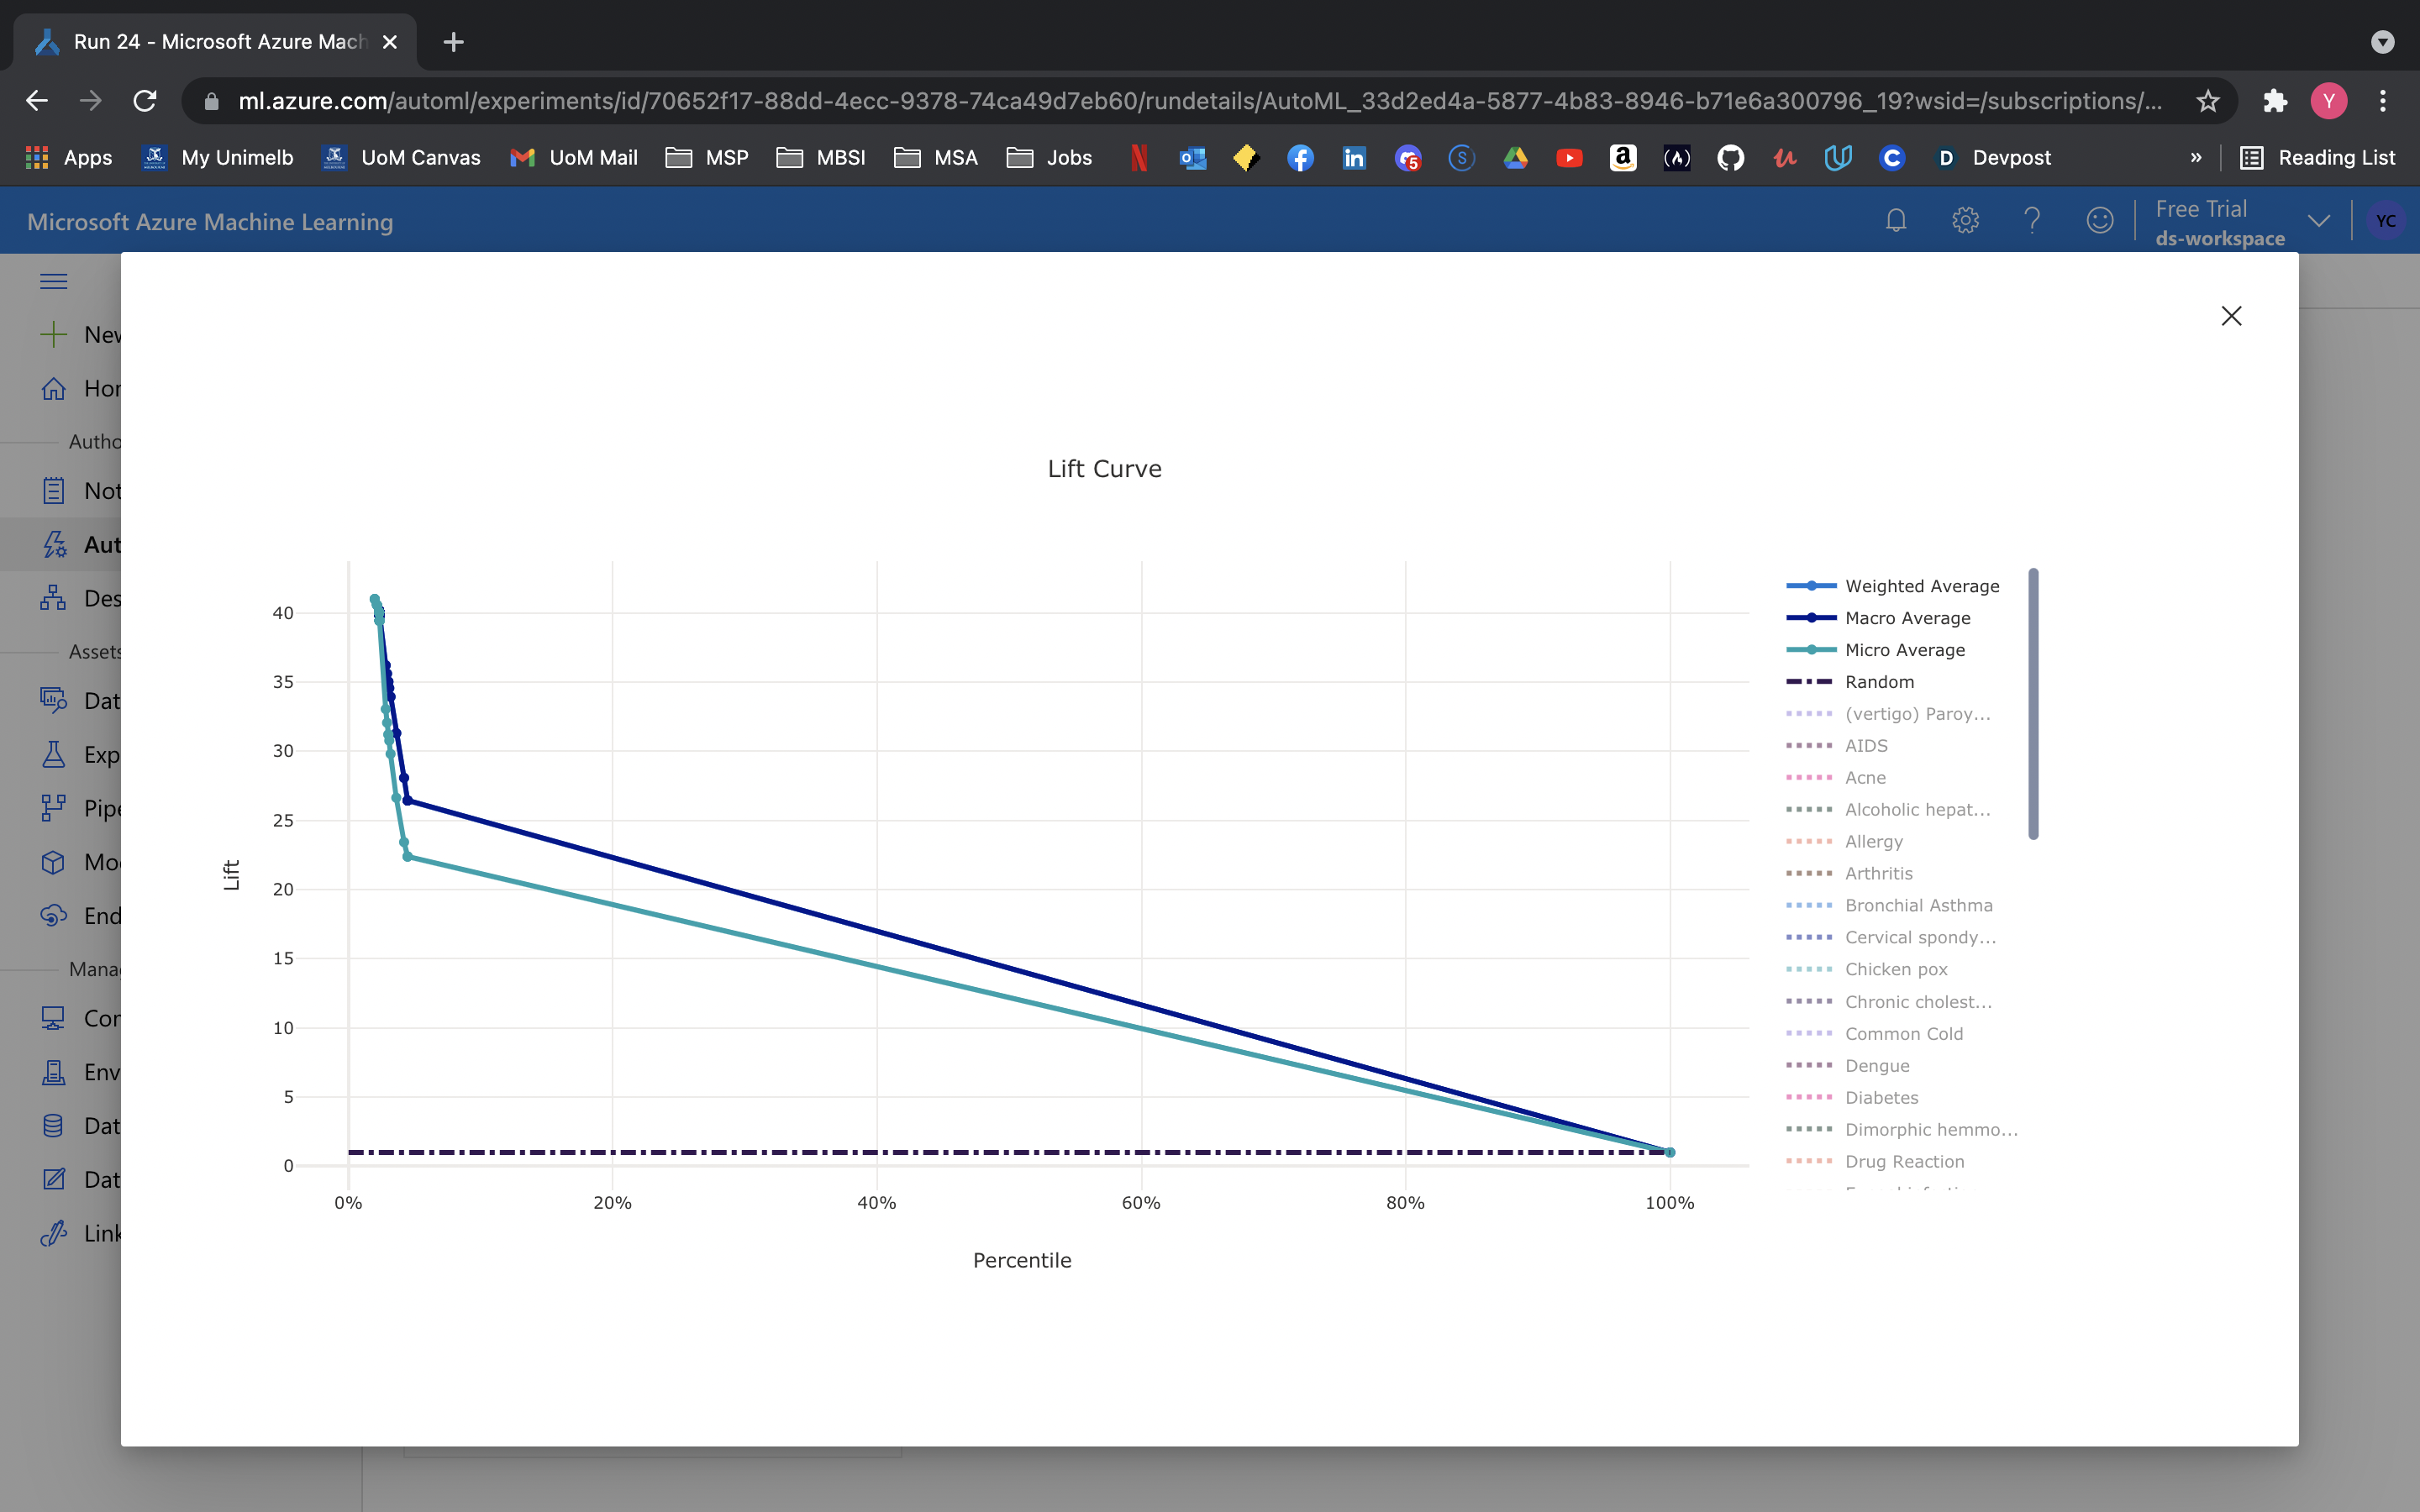 Run 24 - Microsoft Azure Mach
ml.azure.com/automl/experiments/id/70652f17-88dd-4ecc-9378-74ca49d7eb60/rundetails/AutoML_33d2ed4a-5877-4b83-8946-b71e6a300796_19?wsid=/subscriptions/...
Y
Apps My Unimelb UoM Canvas UoM Mail MSP MBSI MSA Jobs Devpost » Reading List
Microsoft Azure Machine Learning
Free Trial
ds-workspace
YC
New
Hom
Autho
Not
Aut
Des
Assets
Dat
Exp
Pipe
Mod
End
Mana
Con
Env
Dat
Dat
Link
Lift Curve
Lift
40
35
30
25
20
15
10
5
0
0% 20% 40% 60% 80% 100%
Percentile
Weighted Average
Macro Average
Micro Average
Random
(vertigo) Paroy...
AIDS
Acne
Alcoholic hepat...
Allergy
Arthritis
Bronchial Asthma
Cervical spondy...
Chicken pox
Chronic cholest...
Common Cold
Dengue
Diabetes
Dimorphic hemmo...
Drug Reaction